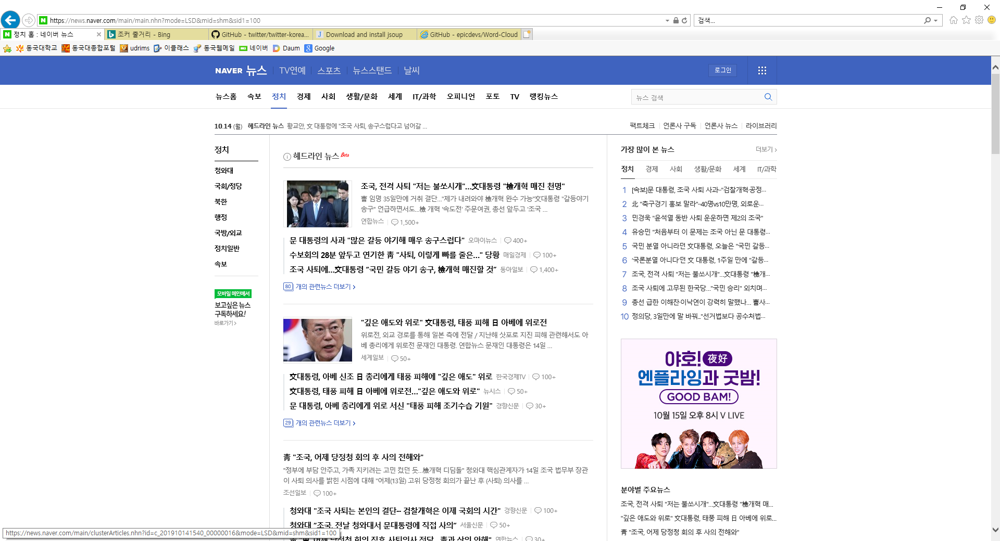 https://news.naver.com/main/main.nhn?mode=LSD&mid=shm&sid1=100
검색...
정치 홈 : 네이버 뉴스
조커 줄거리 - Bing
GitHub - twitter/twitter-korea...
Download and install jsoup
GitHub - epicdevs/Word-Cloud
동국대학교
동국대종합포털
udrims
이클래스
동국웹메일
네이버
Daum
Google
NAVER 뉴스
TV연예
스포츠
뉴스스탠드
날씨
로그인
뉴스홈 속보 정치 경제 사회 생활/문화 세계 IT/과학 오피니언 포토 TV 랭킹뉴스
뉴스 검색
10.14 (월) 헤드라인 뉴스 황교안, 文 대통령에 "조국 사퇴, 송구스럽다고 넘어갈 ...
팩트체크 언론사 구독 언론사 뉴스 라이브러리
정치
청와대
국회/정당
북한
행정
국방/외교
정치일반
속보
모바일 메인에서
보고싶은 뉴스
구독하세요!
바로가기
헤드라인 뉴스 Beta
조국, 전격 사퇴 "저는 불쏘시개"...文대통령 "檢개혁 매진 천명"
曺 임명 35일만에 거취 결단..."제가 내려와야 檢개혁 완수 가능"文대통령 "갈등야기
송구" 언급하면서도...檢 개혁 '속도전' 주문여권, 총선 앞두고 '조국 ...
연합뉴스 1,500+
문 대통령의 사과 "많은 갈등 야기해 매우 송구스럽다" 오마이뉴스 400+
수보회의 28분 앞두고 연기한 靑 "사퇴, 이렇게 빠를 줄은…" 당황 매일경제 100+
조국 사퇴에…文대통령 “국민 갈등 야기 송구, 檢개혁 매진할 것” 동아일보 1,400+
80 개의 관련뉴스 더보기
"깊은 애도와 위로" 文대통령, 태풍 피해 日 아베에 위로전
위로전, 외교 경로를 통해 일본 측에 전달 / 지난해 삿포로 지진 피해 관련해서도 아
베 총리에게 위로전 문재인 대통령. 연합뉴스 문재인 대통령은 14일 ...
세계일보 50+
文대통령, 아베 신조 日 총리에게 태풍 피해에 "깊은 애도" 위로 한국경제TV 100+
文대통령, 태풍 피해 日 아베에 위로전…"깊은 애도와 위로" 뉴시스 50+
문 대통령, 아베 총리에게 위로 서신 "태풍 피해 조기수습 기원" 경향신문 30+
29 개의 관련뉴스 더보기
靑 "조국, 어제 당정청 회의 후 사의 전해와"
"정부에 부담 안주고, 가족 지키려는 고민 컸던 듯...檢개혁 디딤돌" 청와대 핵심관계자가 14일 조국 법무부 장관
이 사퇴 의사를 밝힌 시점에 대해 "어제(13일) 고위 당정청 회의가 끝난 후 (사퇴) 의사를 ...
조선일보 100+
청와대 "조국 사퇴는 본인의 결단… 검찰개혁은 이제 국회의 시간" 경향신문 100+
청와대 “조국, 전날 청와대서 문대통령에 직접 사의” 서울신문 50+
가장 많이 본 뉴스
더보기
정치 경제 사회 생활/문화 세계 IT/과학
1 [속보]문 대통령, 조국 사퇴 사과···"검찰개혁·공정...
2 北 "축구경기 홍보 말라"···40명vs10만명, 외로운...
3 민경욱 "윤석열 동반 사퇴 운운하면 제2의 조국"
4 유승민 "처음부터 이 문제는 조국 아닌 문 대통령...
5 국민 분열 아니라던 文대통령, 오늘은 "국민 갈등...
6 ‘국론분열 아니다’던 文 대통령, 1주일 만에 "갈등...
7 조국, 전격 사퇴 "저는 불쏘시개"...文대통령 "檢개...
8 조국 사퇴에 고무된 한국당…"국민 승리" 외치며...
9 총선 급한 이해찬·이낙연이 강력히 말했나… 曺사...
10 정의당, 3일만에 말 바꿔..."선거법보다 공수처법...
야호! 夜好
엔플라잉과 굿밤!
GOOD BAM!
10월 15일 오후 8시 V LIVE
분야별 주요뉴스
조국, 전격 사퇴 "저는 불쏘시개"...文대통령 "檢개혁 매...
"깊은 애도와 위로" 文대통령, 태풍 피해 日 아베에 위로...
靑 "조국, 어제 당정청 회의 후 사의 전해와"
https://news.naver.com/main/clusterArticles.nhn?id=c_201910141540_00000016&mode=LSD&mid=shm&sid1=100